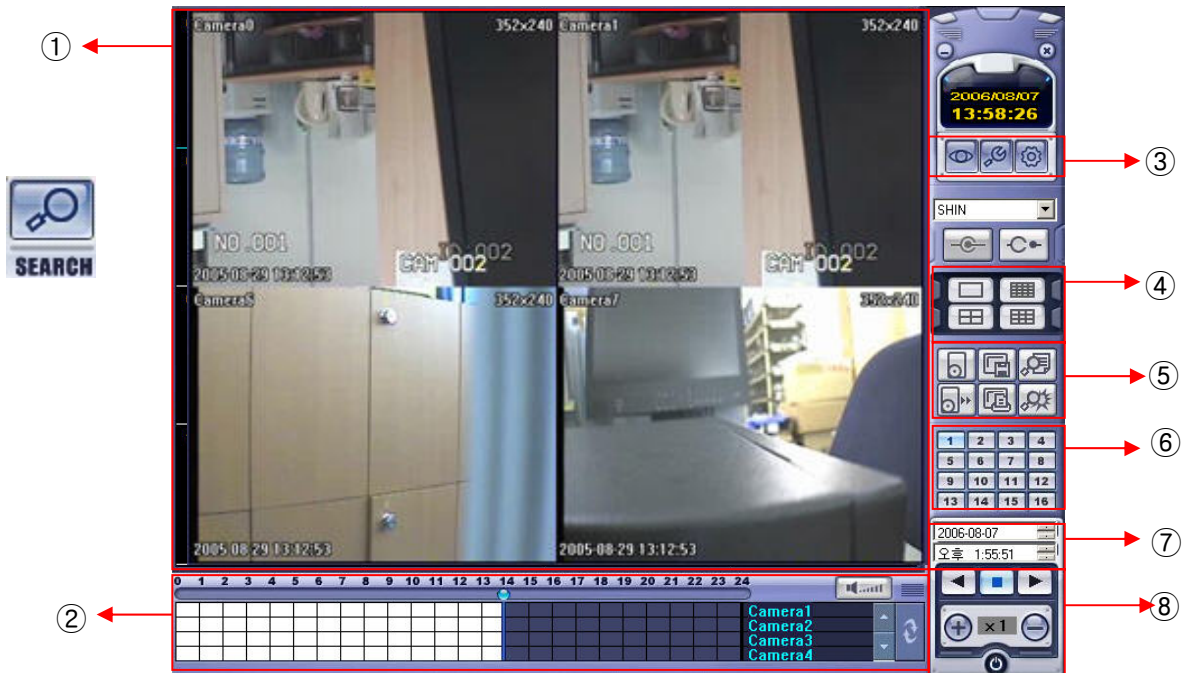 ①
Camera0 352x240
Camera1 352x240
NO.001
ID:002
CAM 002
2005-08-29 13:12:53
NO.001
ID:002
CAM 002
2005-08-29 13:12:53
352x240
Camera7 352x240
2005-08-29 13:12:53
2005-08-29 13:12:53
SEARCH
2006/08/07
13:58:26
③
SHIN
④
⑤
1 2 3 4
5 6 7 8
9 10 11 12
13 14 15 16
⑥
2006-08-07
오후 1:55:51
⑦
0 1 2 3 4 5 6 7 8 9 10 11 12 13 14 15 16 17 18 19 20 21 22 23 24
②
Camera1
Camera2
Camera3
Camera4
x 1
⑧